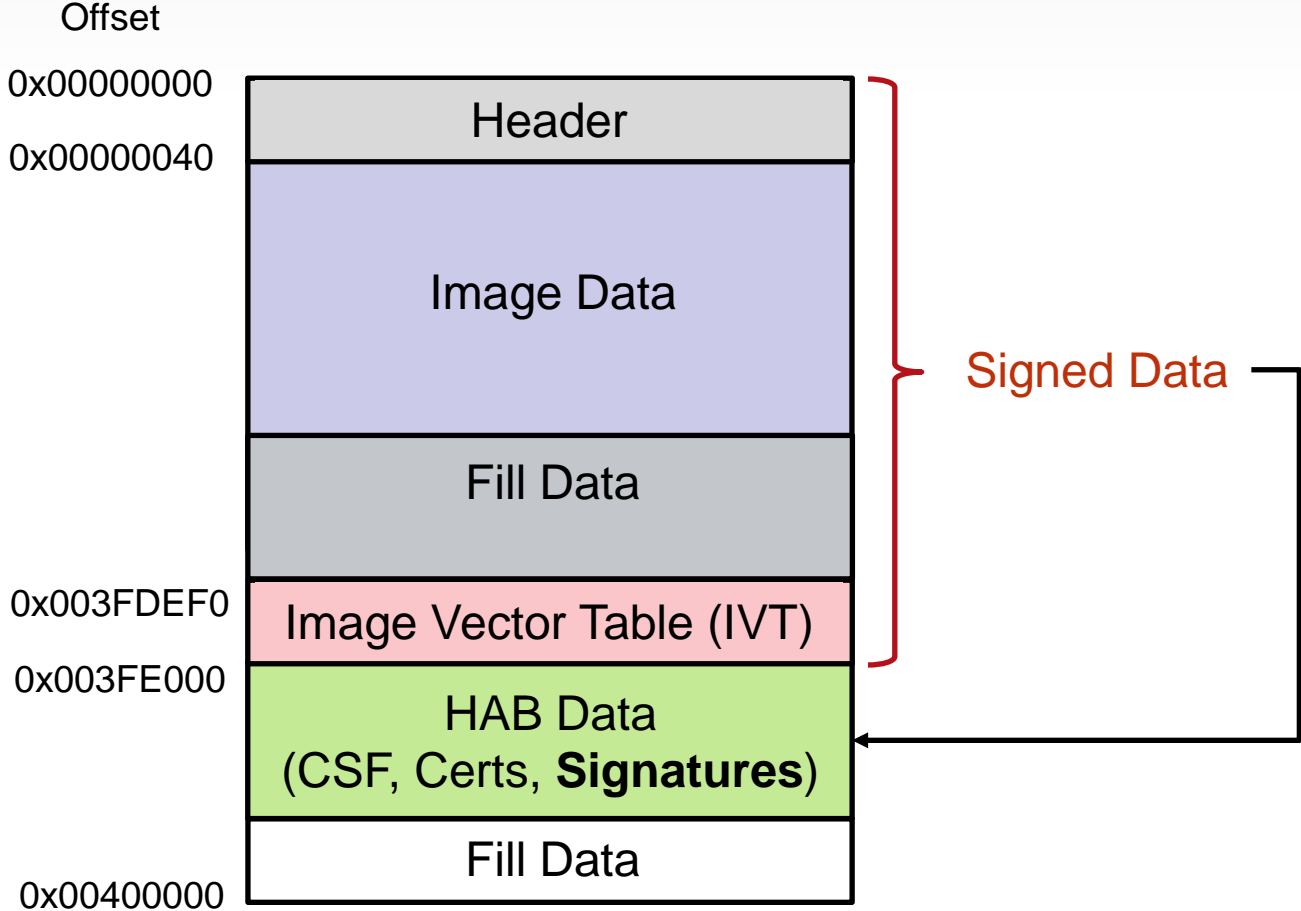 Offset
0x00000000
Header
0x00000040
Image Data
Signed Data
Fill Data
0x003FDEF0
Image Vector Table (IVT)
0x003FE000
HAB Data
(CSF, Certs, Signatures)
Fill Data
0x00400000